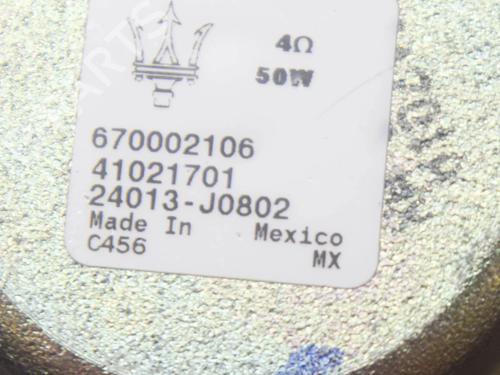 4Ω
50W
670002106
41021701
24013-J0802
Made In Mexico
C456 MX